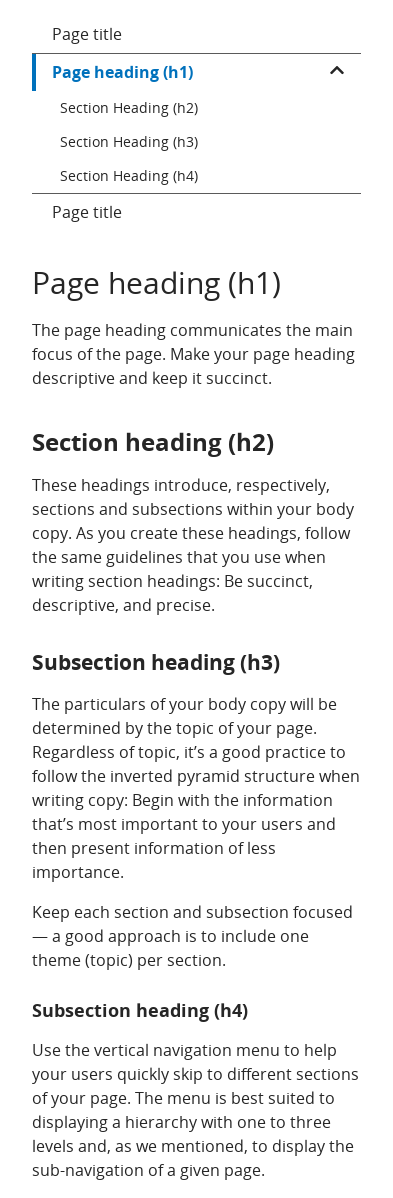 Page title
Page heading (h1)
Section Heading (h2)
Section Heading (h3)
Section Heading (h4)
Page title
Page heading (h1)
The page heading communicates the main
focus of the page. Make your page heading
descriptive and keep it succinct.
Section heading (h2)
These headings introduce, respectively,
sections and subsections within your body
copy. As you create these headings, follow
the same guidelines that you use when
writing section headings: Be succinct,
descriptive, and precise.
Subsection heading (h3)
The particulars of your body copy will be
determined by the topic of your page.
Regardless of topic, it’s a good practice to
follow the inverted pyramid structure when
writing copy: Begin with the information
that’s most important to your users and
then present information of less
importance.
Keep each section and subsection focused
— a good approach is to include one
theme (topic) per section.
Subsection heading (h4)
Use the vertical navigation menu to help
your users quickly skip to different sections
of your page. The menu is best suited to
displaying a hierarchy with one to three
levels and, as we mentioned, to display the
sub-navigation of a given page.